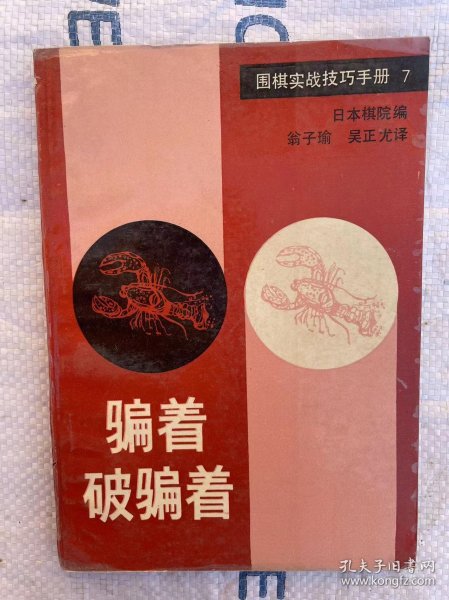 围棋实战技巧手册 7
日本棋院编
翁子瑜 吴正尤译
骗着
破骗着
孔夫子旧书网
www.kongfz.com